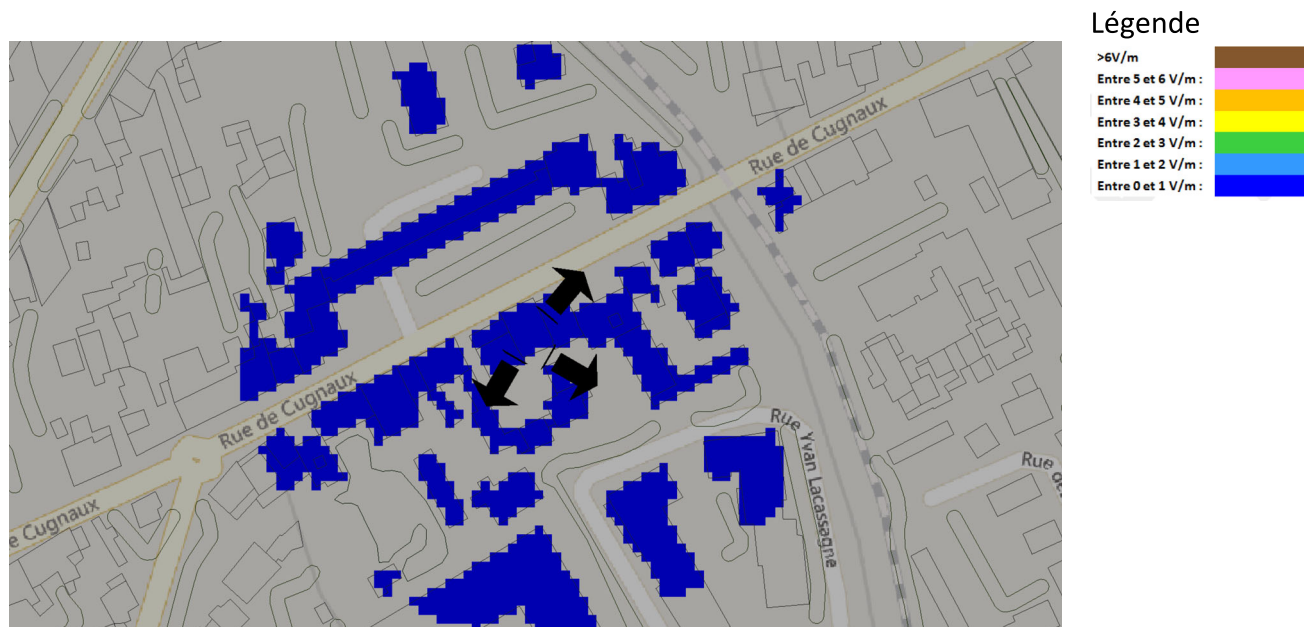 Légende
>6V/m
Entre 5 et 6 V/m :
Entre 4 et 5 V/m :
Entre 3 et 4 V/m :
Entre 2 et 3 V/m :
Entre 1 et 2 V/m :
Entre 0 et 1 V/m :
Rue de Cugnaux
Rue de Cugnaux
e Cugnaux
Rue Yvan Lacassagne
Rue de